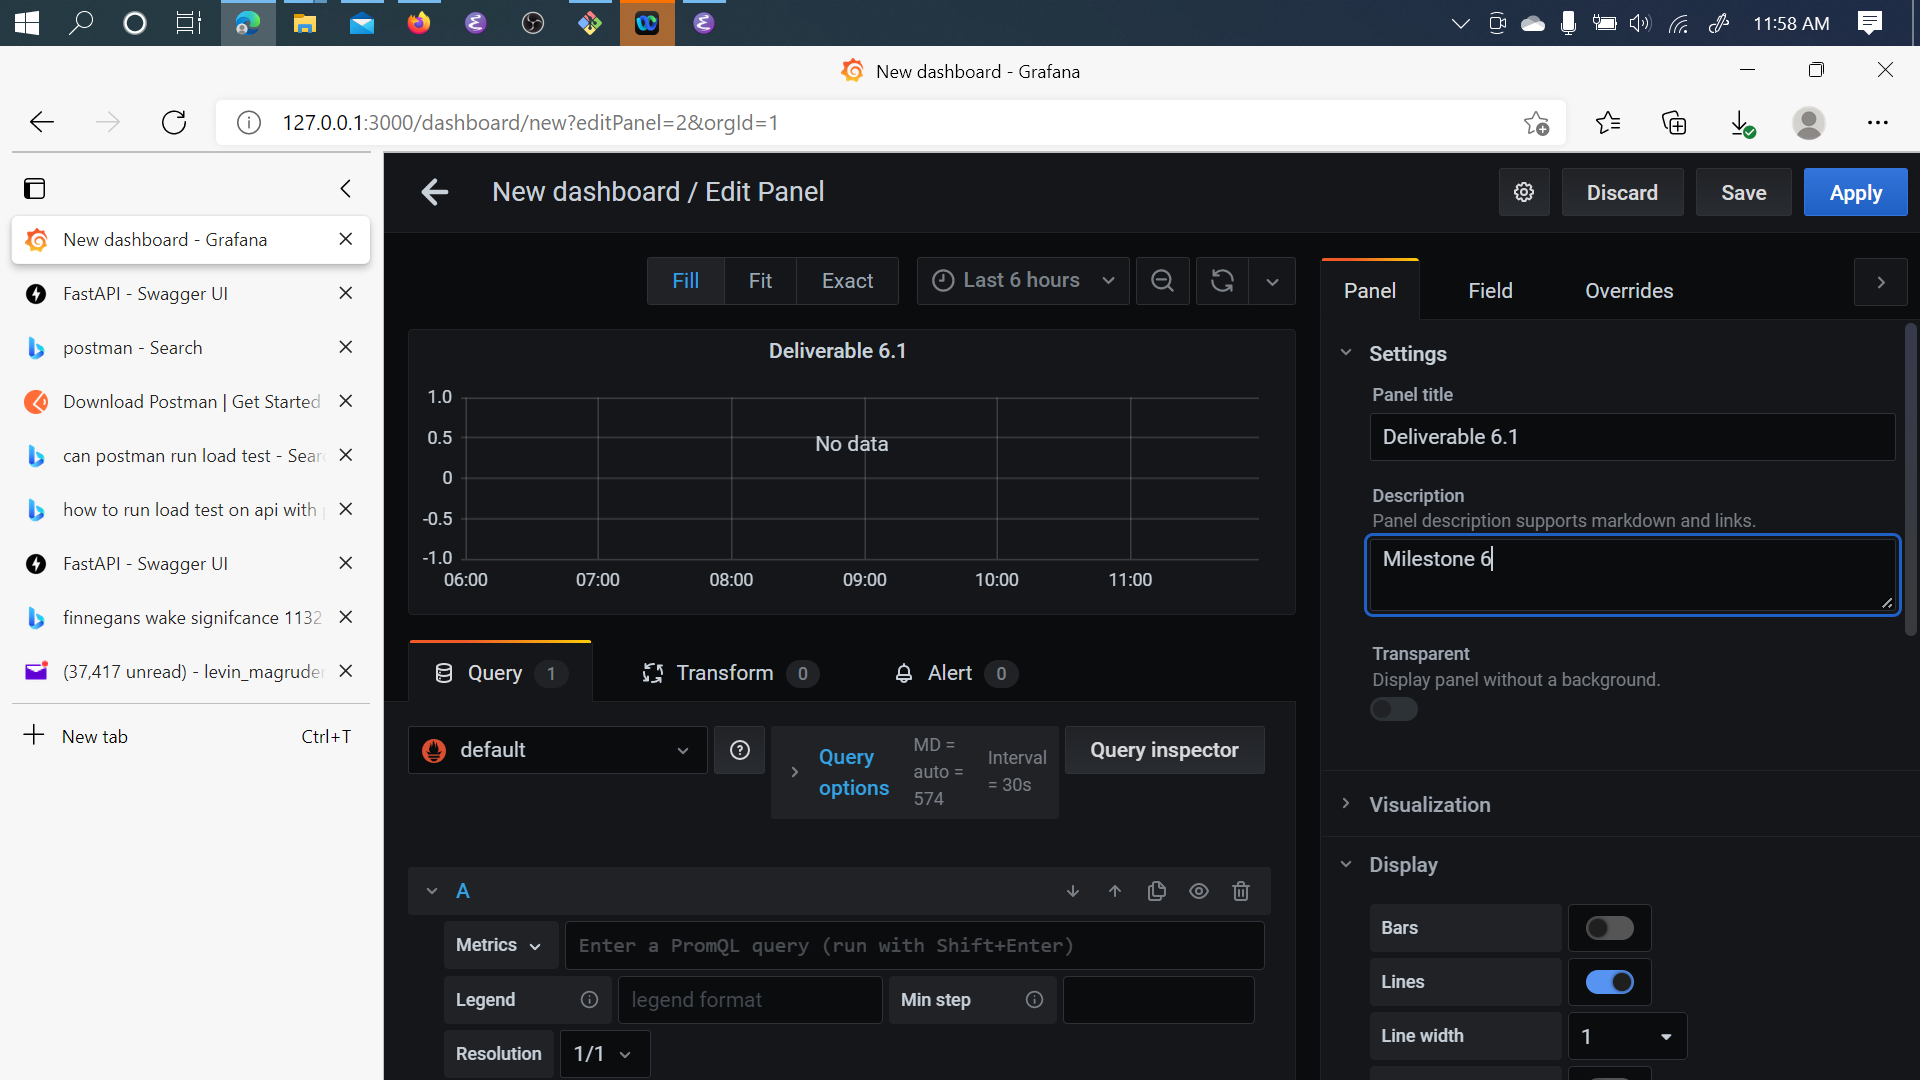 11:58 AM
New dashboard - Grafana
127.0.0.1:3000/dashboard/new?editPanel=2&orgId=1
New dashboard - Grafana
FastAPI - Swagger UI
postman - Search
Download Postman | Get Started
can postman run load test - Sear
how to run load test on api with p
FastAPI - Swagger UI
finnegans wake signifcance 1132
(37,417 unread) - levin_magruder
New tab Ctrl+T
New dashboard / Edit Panel
Discard Save Apply
Fill Fit Exact Last 6 hours
Deliverable 6.1
1.0
0.5
0
-0.5
-1.0
No data
06:00 07:00 08:00 09:00 10:00 11:00
Query 1 Transform 0 Alert 0
default
Query options
MD = auto = 574
Interval = 30s
Query inspector
A
Metrics Enter a PromQL query (run with Shift+Enter)
Legend legend format Min step
Resolution 1/1
Panel Field Overrides
Settings
Panel title
Deliverable 6.1
Description
Panel description supports markdown and links.
Milestone 6
Transparent
Display panel without a background.
Visualization
Display
Bars
Lines
Line width 1